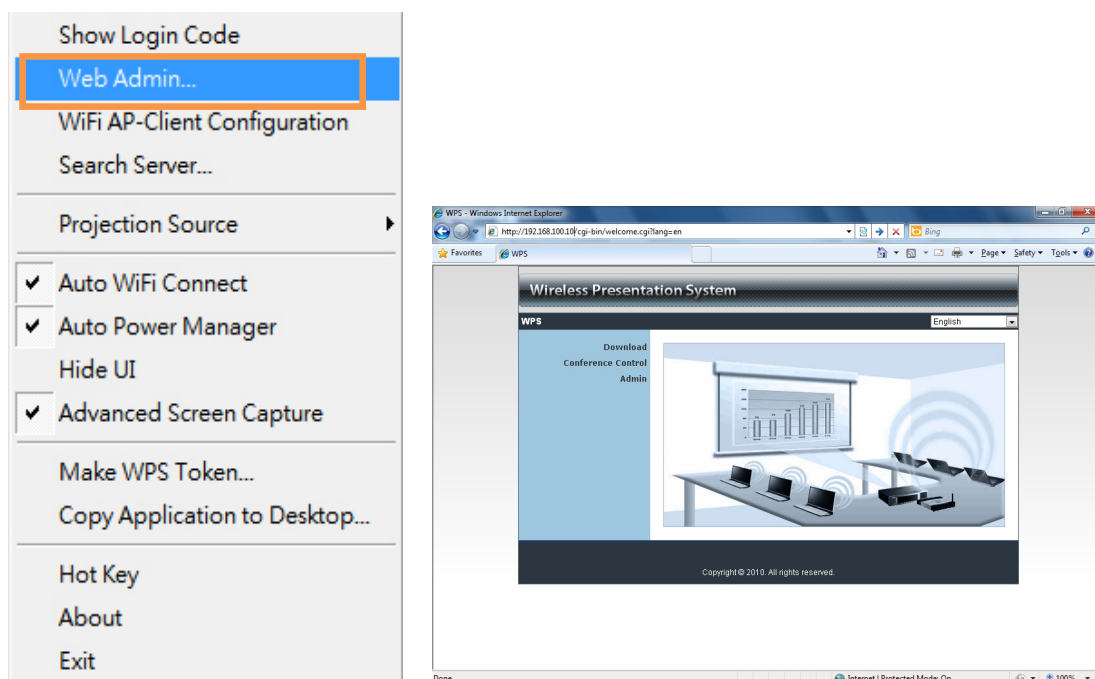 Show Login Code
Web Admin...
WiFi AP-Client Configuration
Search Server...
Projection Source
Auto WiFi Connect
Auto Power Manager
Hide UI
Advanced Screen Capture
Make WPS Token...
Copy Application to Desktop...
Hot Key
About
Exit
WPS - Windows Internet Explorer
http://192.168.100.10/cgi-bin/welcome.cgi?lang=en
Bing
Favorites WPS Page Safety Tools
Wireless Presentation System
WPS English
Download
Conference Control
Admin
Copyright © 2010. All rights reserved.
Done Internet | Protected Mode: On 100%